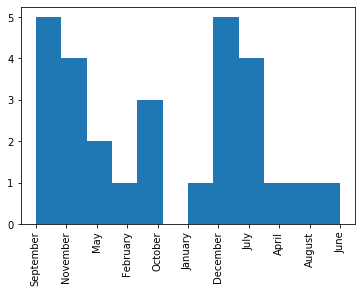 5
4
3
2
1
0
September
November
May
February
October
January
December
July
April
August
June